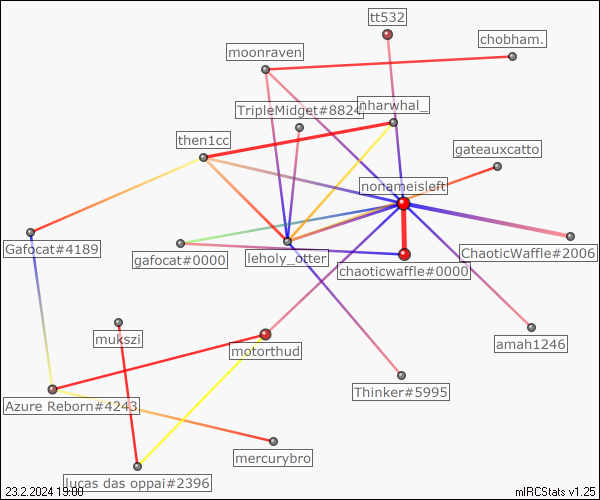 tt532
chobham.
moonraven
nharwhal_
TripleMidget#8824
then1cc
gateauxcatto
nonameisleft
Gafocat#4189
gafocat#0000
leholy_otter
ChaoticWaffle#2006
chaoticwaffle#0000
mukszi
motorthud
amah1246
Thinker#5995
Azure Reborn#4243
mercurybro
lucas das oppai#2396
23.2.2024 19:00
mIRCStats v1.25